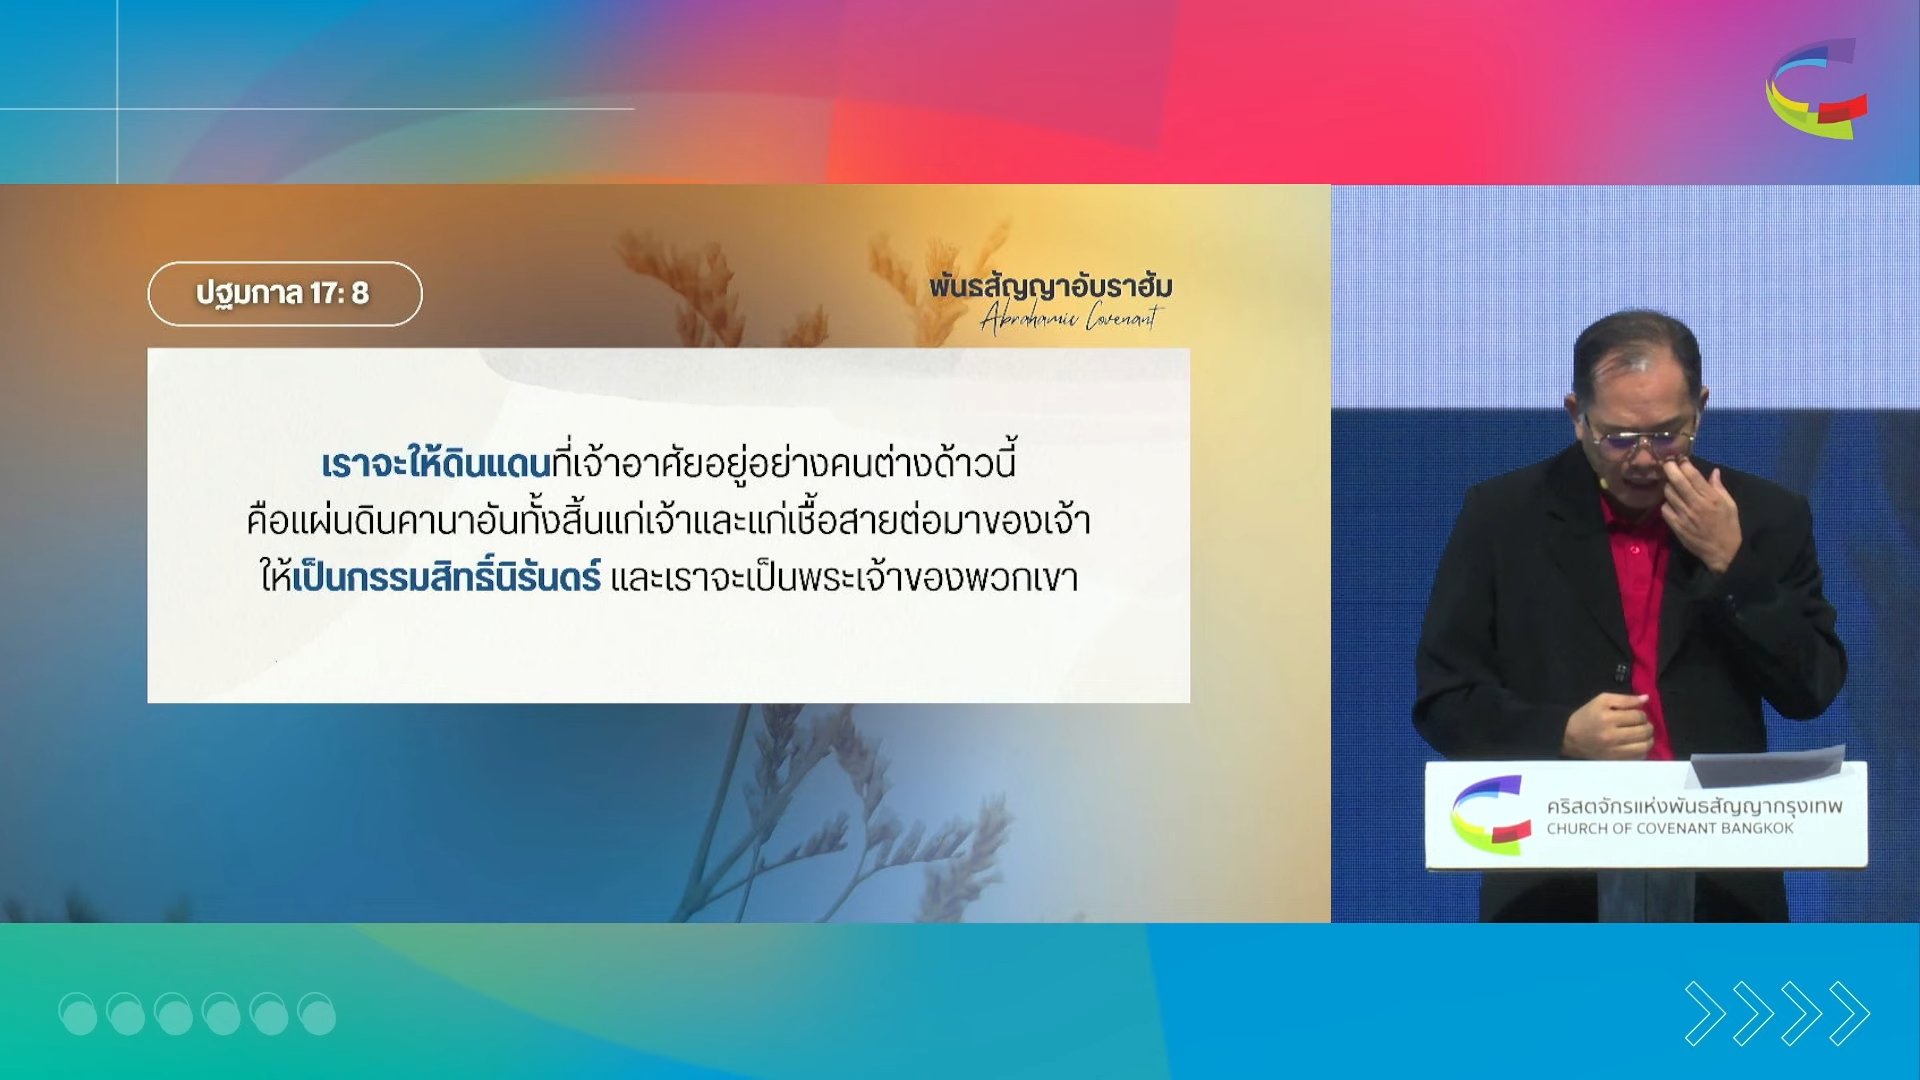 ปฐมกาล 17: 8
พันธสัญญาอับราฮัม
Abrahamic Covenant
เราจะให้ดินแดนที่เจ้าอาศัยอยู่อย่างคนต่างด้าวนี้
คือแผ่นดินคานาอันทั้งสิ้นแก่เจ้าและแก่เชื้อสายต่อมาของเจ้า
ให้เป็นกรรมสิทธิ์นิรันดร์ และเราจะเป็นพระเจ้าของพวกเขา
คริสตจักรแห่งพันธสัญญากรุงเทพ
CHURCH OF COVENANT BANGKOK